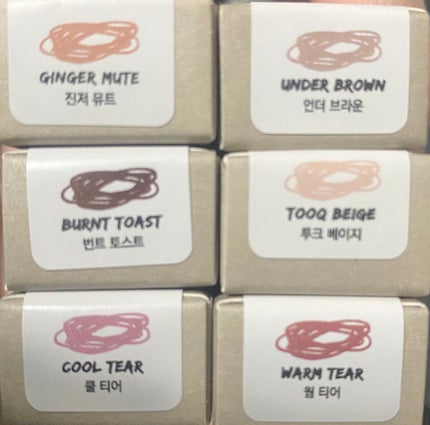 GINGER MUTE
진저 뮤트
UNDER BROWN
언더 브라운
BURNT TOAST
번트 토스트
TOOQ BEIGE
투크 베이지
COOL TEAR
쿨 티어
WARM TEAR
웜 티어